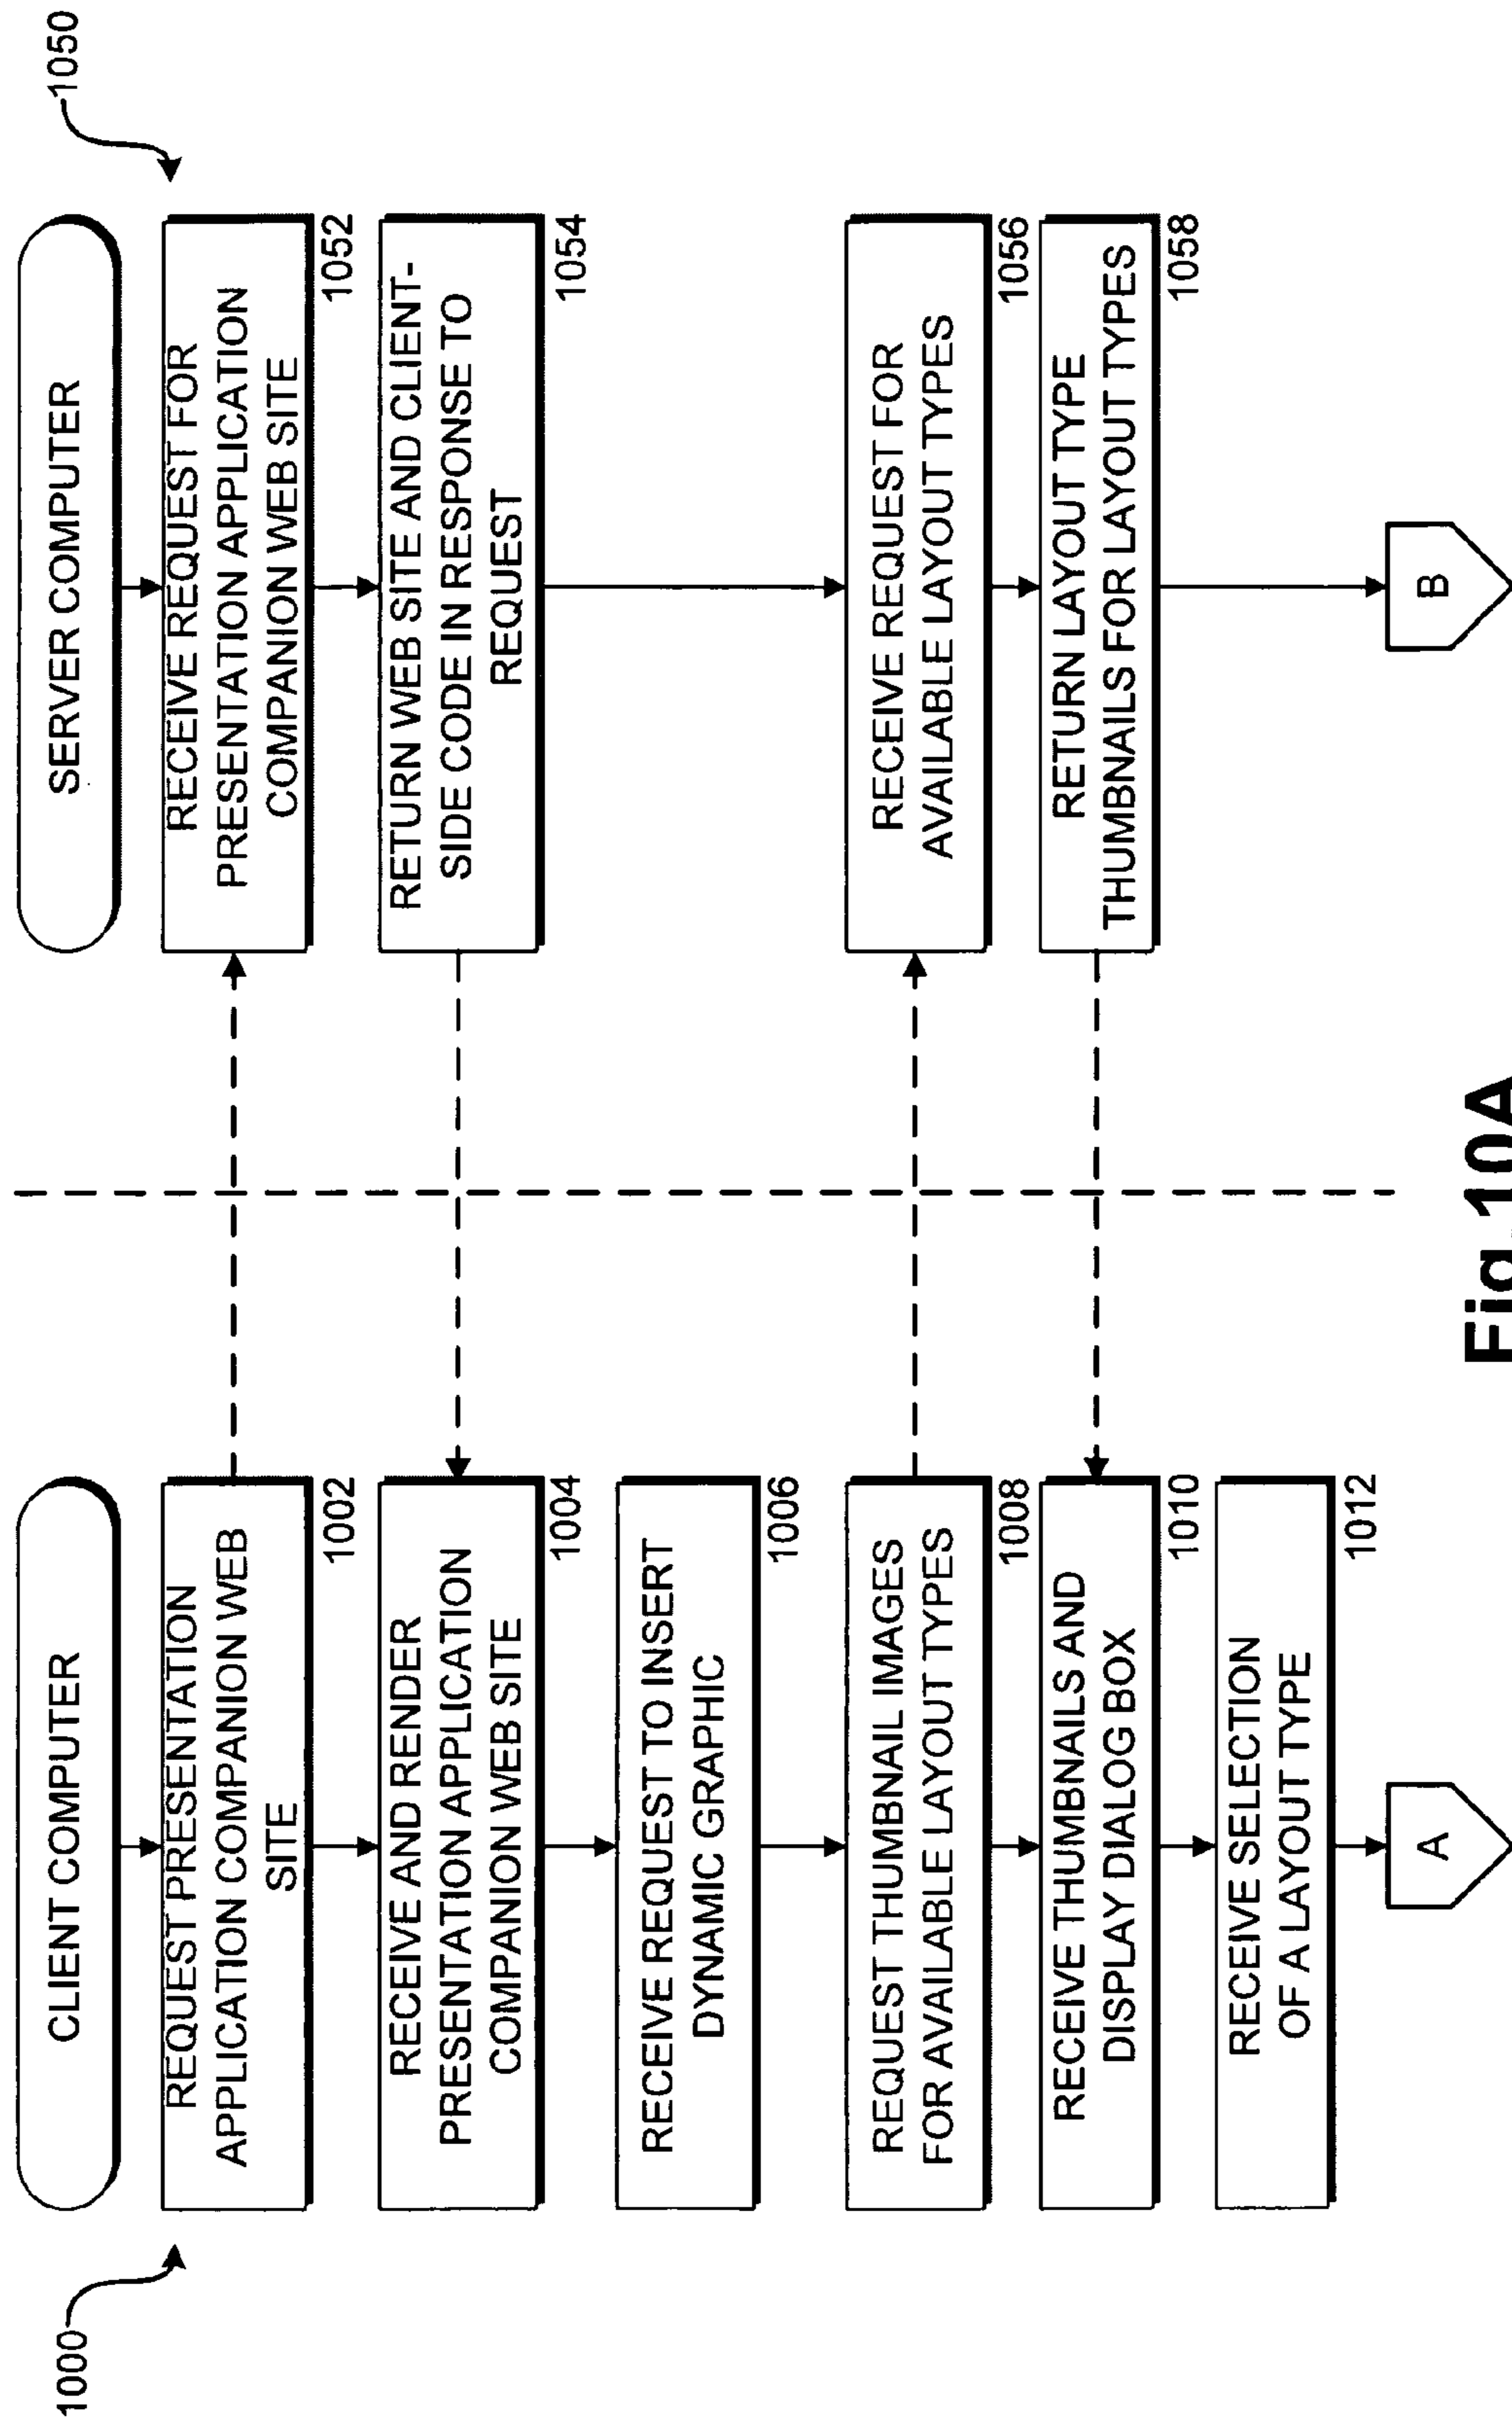 1000
CLIENT COMPUTER
REQUEST PRESENTATION
APPLICATION COMPANION WEB
SITE
1002
RECEIVE AND RENDER
PRESENTATION APPLICATION
COMPANION WEB SITE
1004
RECEIVE REQUEST TO INSERT
DYNAMIC GRAPHIC
1006
REQUEST THUMBNAIL IMAGES
FOR AVAILABLE LAYOUT TYPES
1008
RECEIVE THUMBNAILS AND
DISPLAY DIALOG BOX
1010
RECEIVE SELECTION
OF A LAYOUT TYPE
1012
A
1050
SERVER COMPUTER
RECEIVE REQUEST FOR
PRESENTATION APPLICATION
COMPANION WEB SITE
1052
RETURN WEB SITE AND CLIENT-
SIDE CODE IN RESPONSE TO
REQUEST
1054
RECEIVE REQUEST FOR
AVAILABLE LAYOUT TYPES
1056
RETURN LAYOUT TYPE
THUMBNAILS FOR LAYOUT TYPES
1058
B
Fig.10A